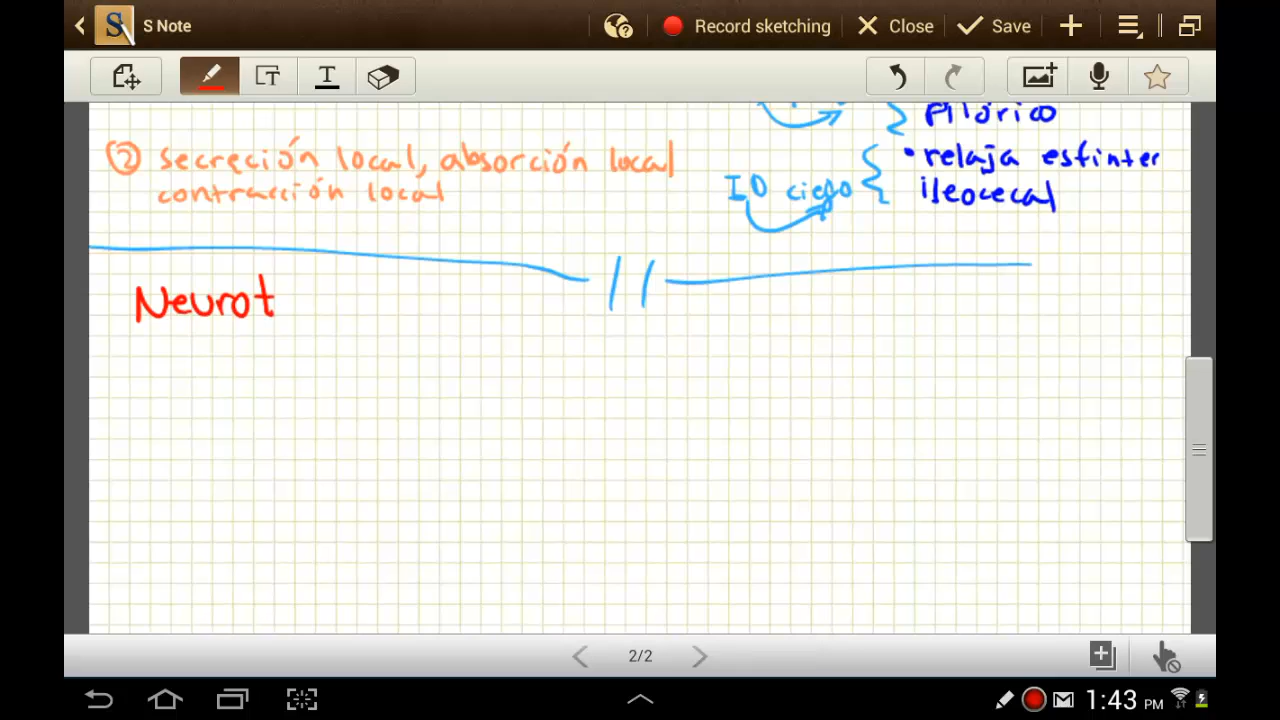 S Note
Record sketching
Close
Save
T
T
Pilórico
② secreción local, absorción local
contracción local
• relaja esfinter
ID ciego
ileocecal
Neurot
2/2
1:43 PM